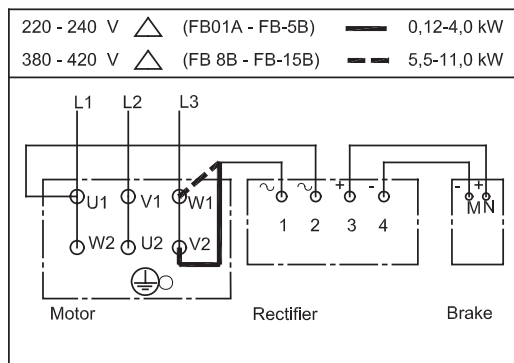 220 - 240 V △ (FB01A - FB-5B) 0,12-4,0 kW
380 - 420 V △ (FB 8B - FB-15B) 5,5-11,0 kW
L1 L2 L3
U1 V1 W1 ~ ~ + - - +
1 2 3 4 M N
W2 U2 V2
Motor Rectifier Brake